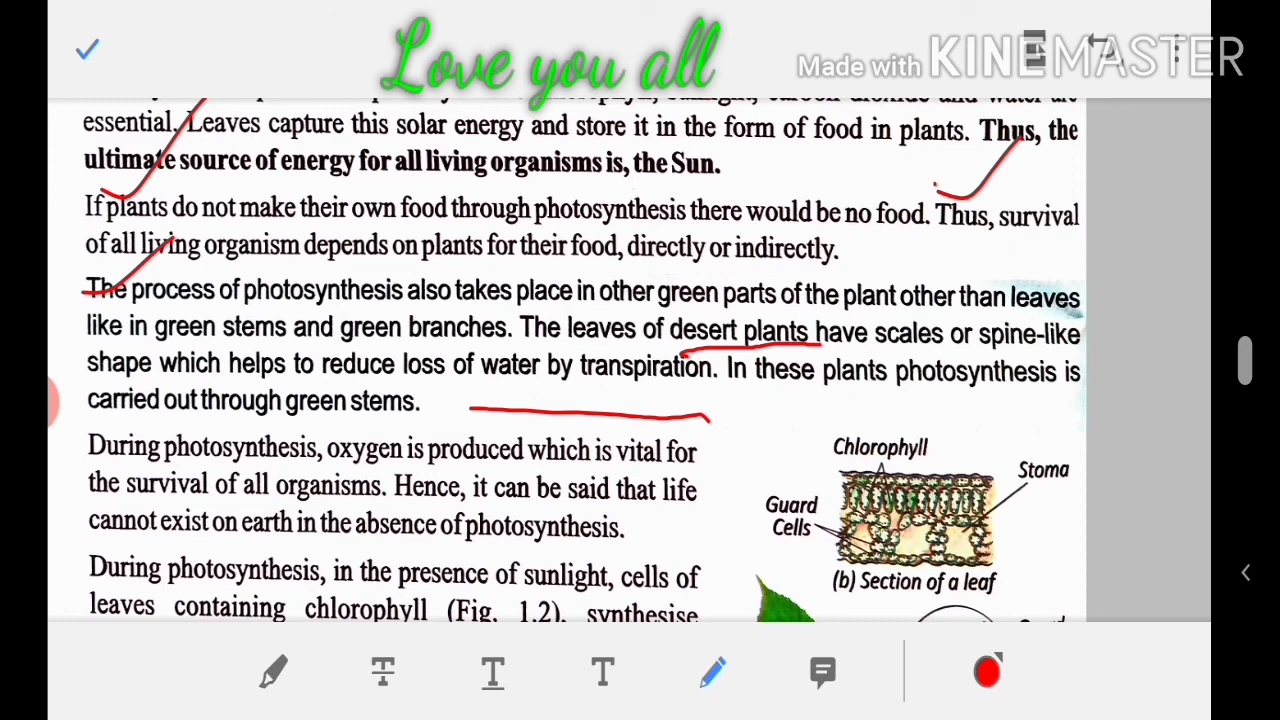 Love you all
Made with KINEMASTER
essential. Leaves capture this solar energy and store it in the form of food in plants. Thus, the
ultimate source of energy for all living organisms is, the Sun.
If plants do not make their own food through photosynthesis there would be no food. Thus, survival
of all living organism depends on plants for their food, directly or indirectly.
The process of photosynthesis also takes place in other green parts of the plant other than leaves
like in green stems and green branches. The leaves of desert plants have scales or spine-like
shape which helps to reduce loss of water by transpiration. In these plants photosynthesis is
carried out through green stems.
During photosynthesis, oxygen is produced which is vital for
the survival of all organisms. Hence, it can be said that life
cannot exist on earth in the absence of photosynthesis.
During photosynthesis, in the presence of sunlight, cells of
leaves containing chlorophyll (Fig. 1.2), synthesise
Chlorophyll
Stoma
Guard
Cells
(b) Section of a leaf